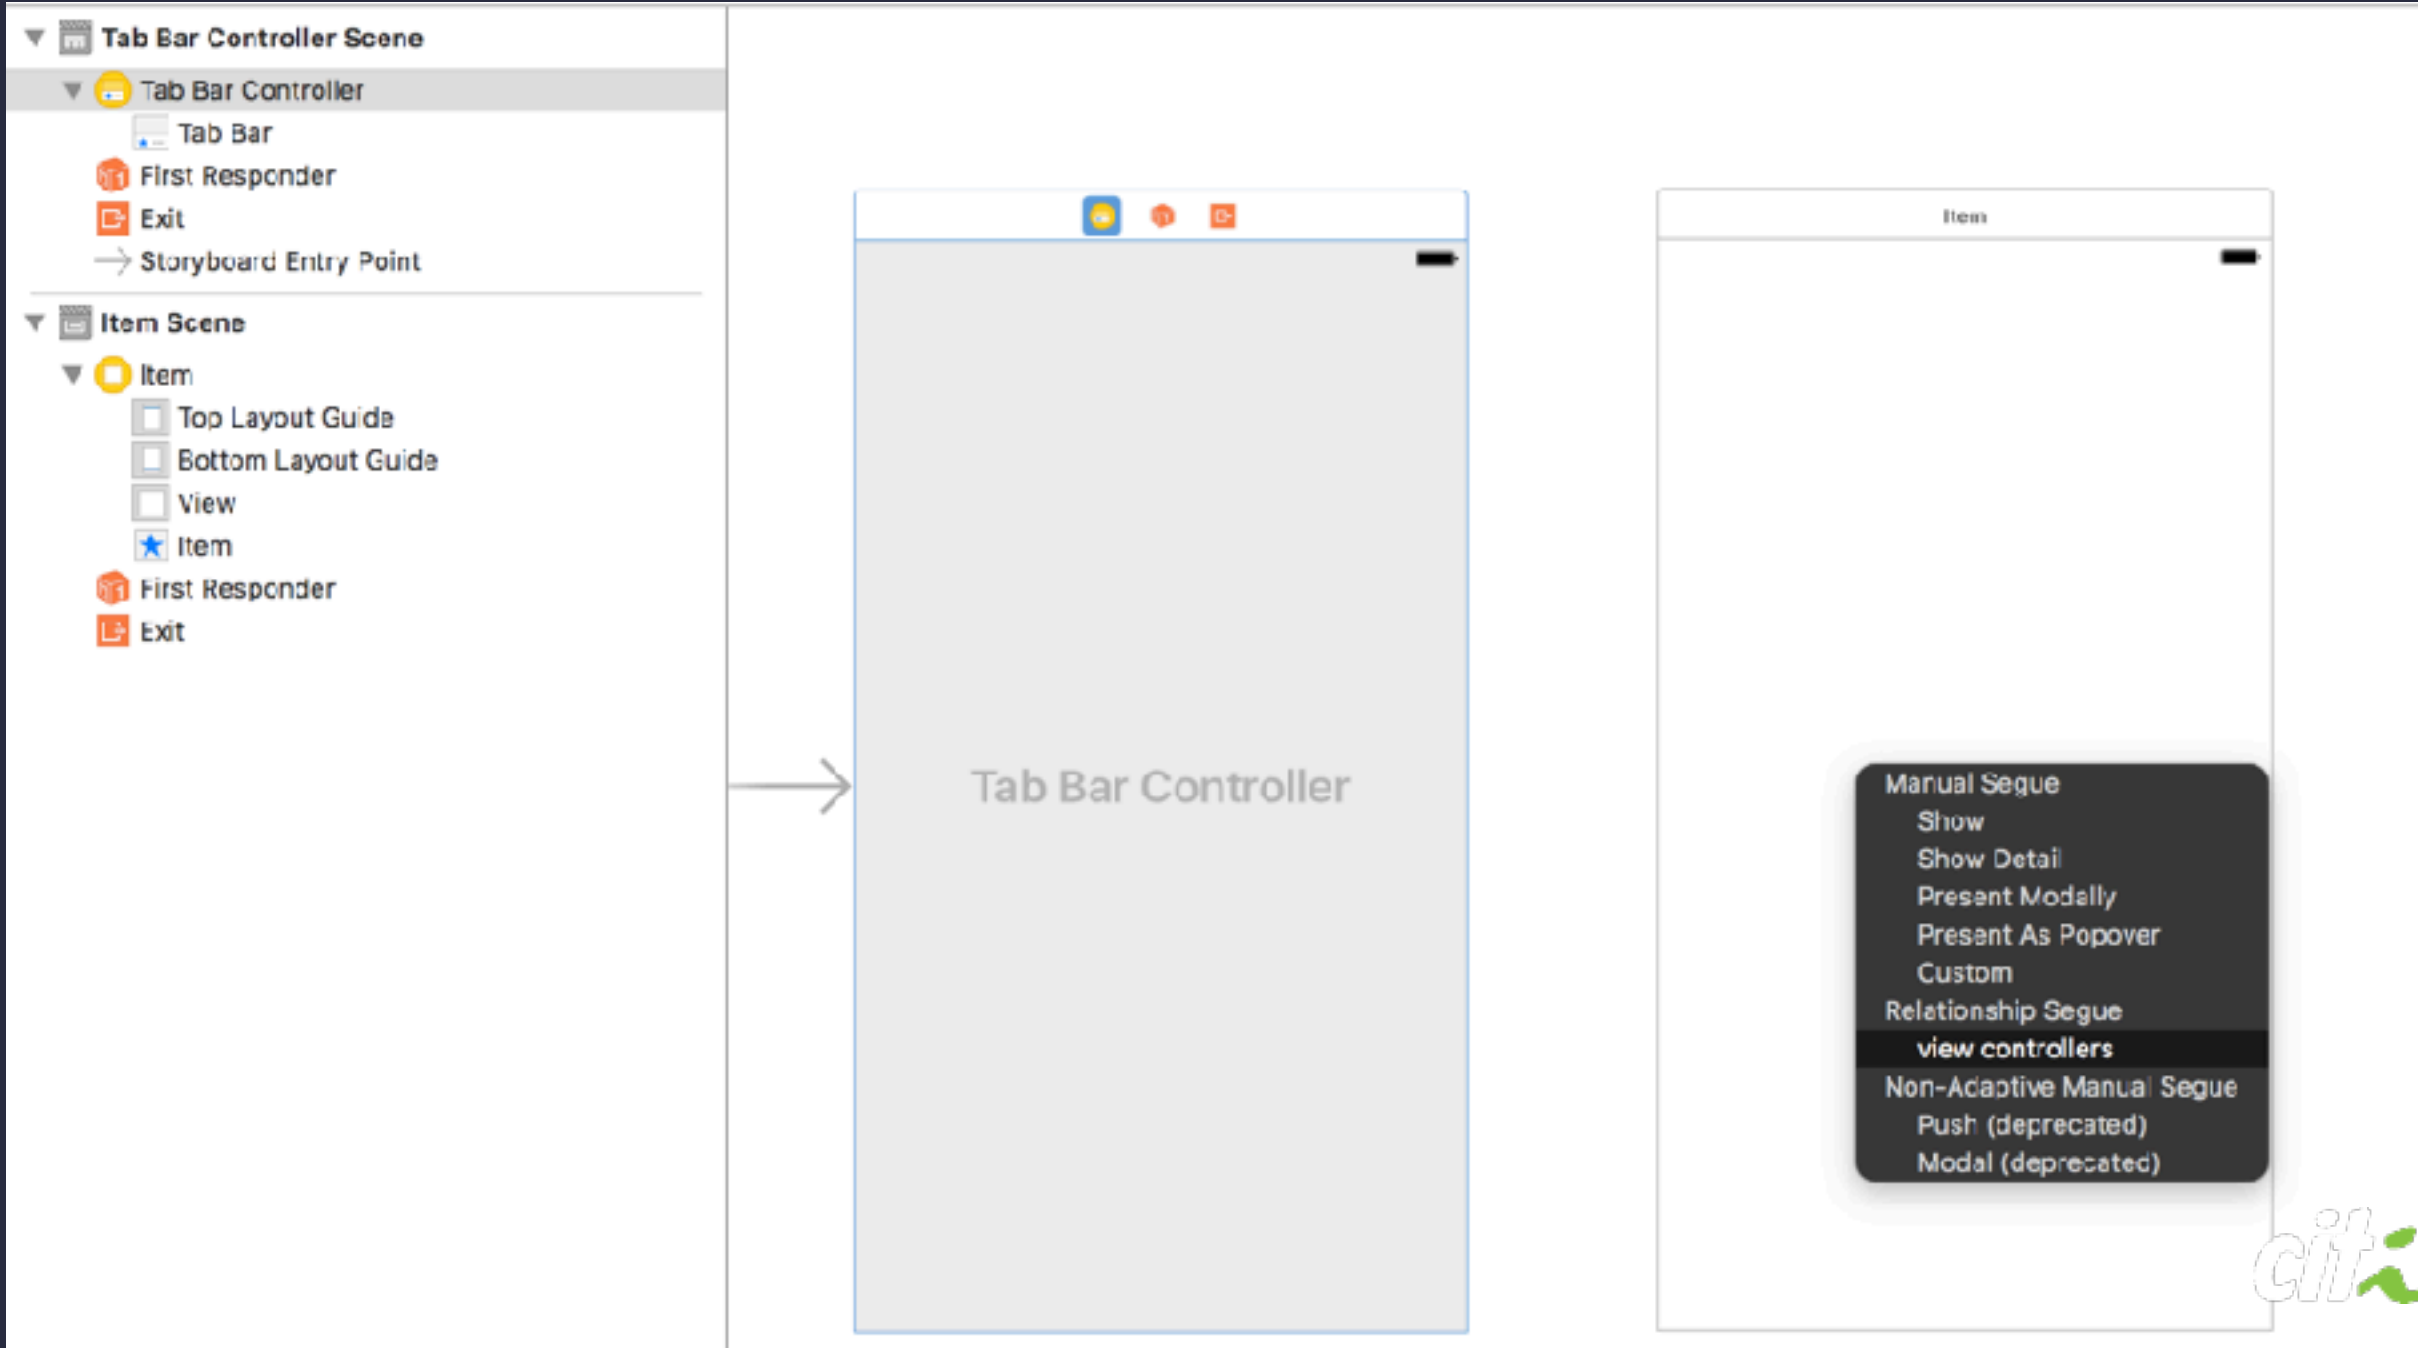 Tab Bar Controller Scene
Tab Bar Controller
Tab Bar
First Responder
Exit
Storyboard Entry Point
Item Scene
Item
Top Layout Guide
Bottom Layout Guide
View
Item
First Responder
Exit
Tab Bar Controller
Item
Manual Segue
Show
Show Detail
Present Modally
Present As Popover
Custom
Relationship Segue
view controllers
Non-Adaptive Manual Segue
Push (deprecated)
Modal (deprecated)
cit